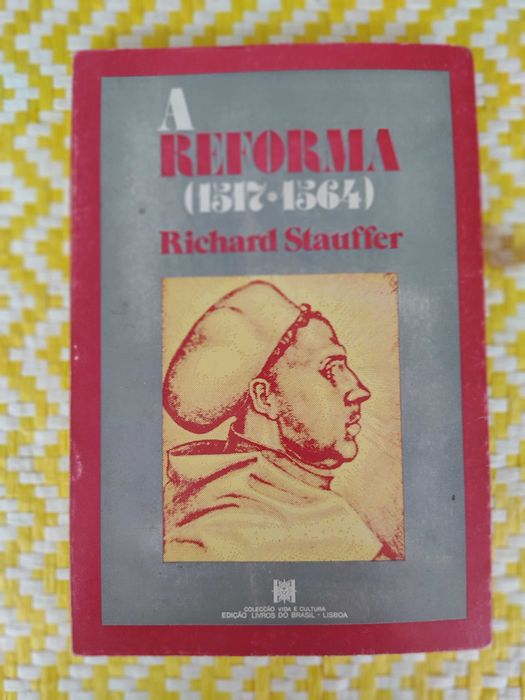 A
REFORMA
(1517•1564)
Richard Stauffer
COLECÇÃO VIDA E CULTURA
EDIÇÃO LIVROS DO BRASIL - LISBOA